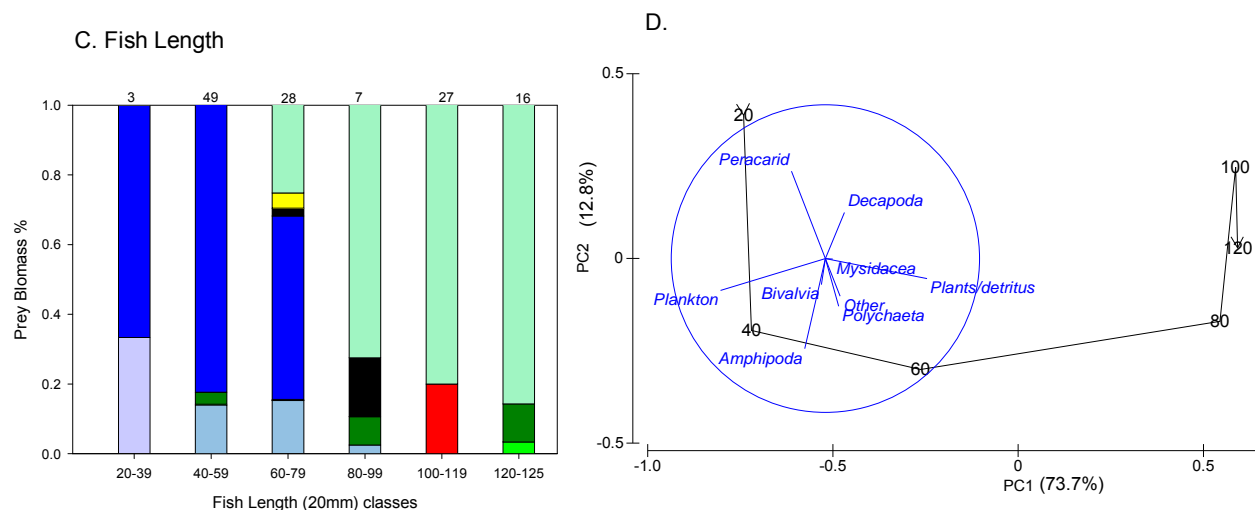 C. Fish Length
3 49 28 7 27 16
1.0
0.8
0.6
0.4
0.2
0.0
Prey Biomass %
20-39 40-59 60-79 80-99 100-119 120-125
Fish Length (20mm) classes
D.
0.5
0
-0.5
PC2 (12.8%)
20
Peracarid
Decapoda
100
120
Mysidacea
Plankton
Bivalvia
Plants/detritus
Other
Polychaeta
40
80
Amphipoda
60
-1.0 -0.5 0 0.5
PC1 (73.7%)